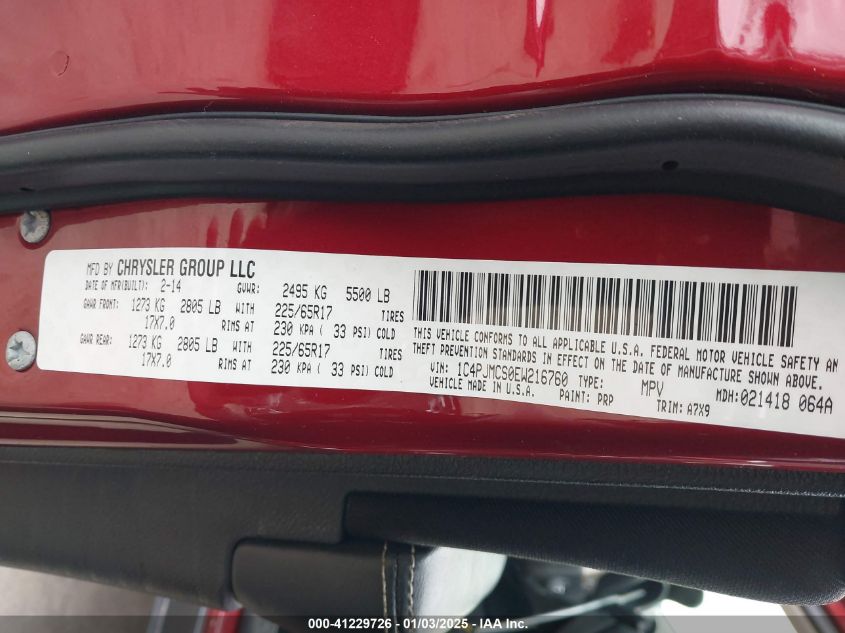 MFD BY CHRYSLER GROUP LLC
DATE OF MFR(BUILT): 2-14 GVWR: 2495 KG 5500 LB
GAWR FRONT: 1273 KG 2805 LB WITH 225/65R17 TIRES
17X7.0 RIMS AT 230 KPA ( 33 PSI) COLD
GAWR REAR: 1273 KG 2805 LB WITH 225/65R17 TIRES
17X7.0 RIMS AT 230 KPA ( 33 PSI) COLD
THIS VEHICLE CONFORMS TO ALL APPLICABLE U.S.A. FEDERAL MOTOR VEHICLE SAFETY AN
THEFT PREVENTION STANDARDS IN EFFECT ON THE DATE OF MANUFACTURE SHOWN ABOVE.
VIN: 1C4PJMCS0EW216760 TYPE: MPV MDH:021418 064A
VEHICLE MADE IN U.S.A. PAINT: PRP TRIM: A7X9
000-41229726 - 01/03/2025 - IAA Inc.